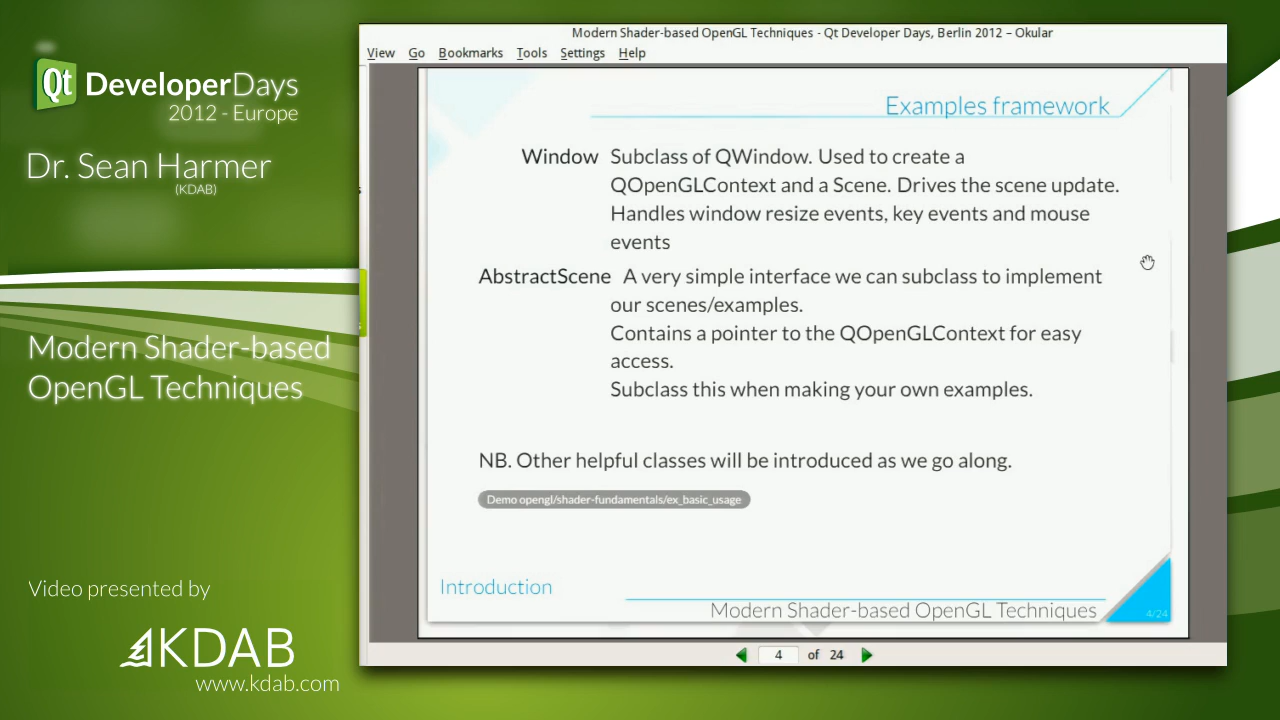 Qt DeveloperDays
2012 - Europe
Dr. Sean Harmer
(KDAB)
Modern Shader-based
OpenGL Techniques
Video presented by
KDAB
www.kdab.com
Modern Shader-based OpenGL Techniques - Qt Developer Days, Berlin 2012 – Okular
View Go Bookmarks Tools Settings Help
Examples framework
Window Subclass of QWindow. Used to create a
QOpenGLContext and a Scene. Drives the scene update.
Handles window resize events, key events and mouse
events
AbstractScene A very simple interface we can subclass to implement
our scenes/examples.
Contains a pointer to the QOpenGLContext for easy
access.
Subclass this when making your own examples.
NB. Other helpful classes will be introduced as we go along.
Demo opengl/shader-fundamentals/ex_basic_usage
Introduction
Modern Shader-based OpenGL Techniques
4/24
4 of 24